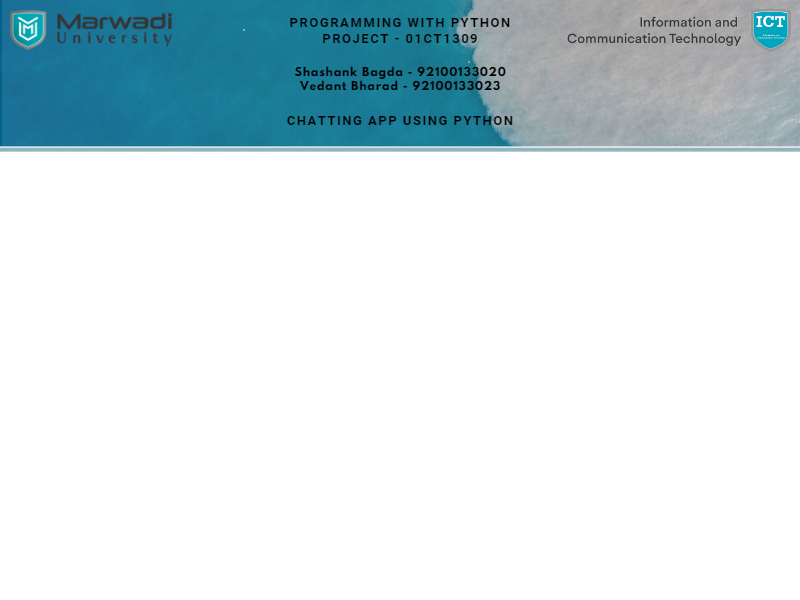 Marwadi
University
PROGRAMMING WITH PYTHON
PROJECT - 01CT1309
Shashank Bagda - 92100133020
Vedant Bharad - 92100133023
CHATTING APP USING PYTHON
Information and
Communication Technology
ICT